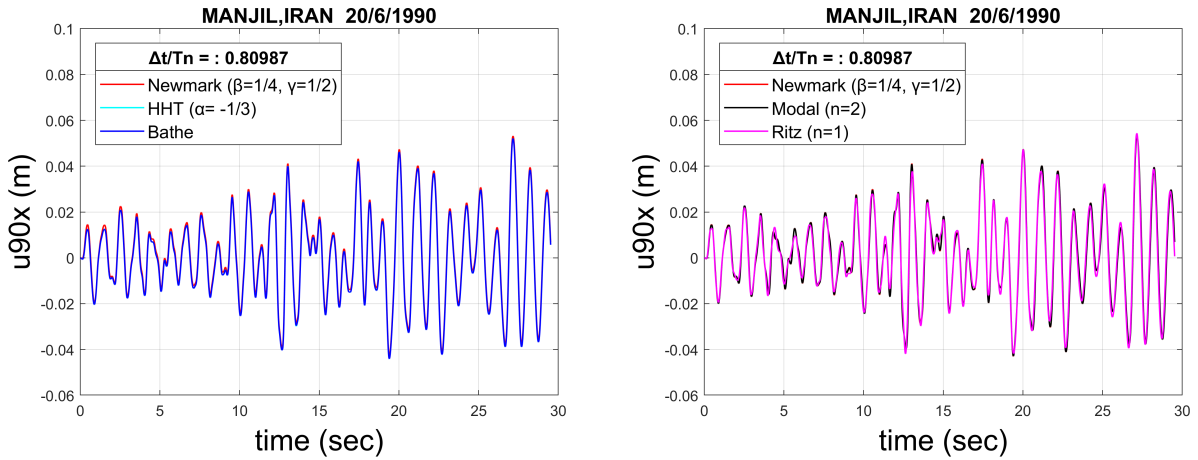 MANJIL,IRAN  20/6/1990
0.1
0.08
0.06
0.04
0.02
0
-0.02
-0.04
-0.06
u90x (m)
Δt/Tn = : 0.80987
Newmark (β=1/4, γ=1/2)
HHT (α= -1/3)
Bathe
0 5 10 15 20 25 30
time (sec)
MANJIL,IRAN  20/6/1990
0.1
0.08
0.06
0.04
0.02
0
-0.02
-0.04
-0.06
u90x (m)
Δt/Tn = : 0.80987
Newmark (β=1/4, γ=1/2)
Modal (n=2)
Ritz (n=1)
0 5 10 15 20 25 30
time (sec)